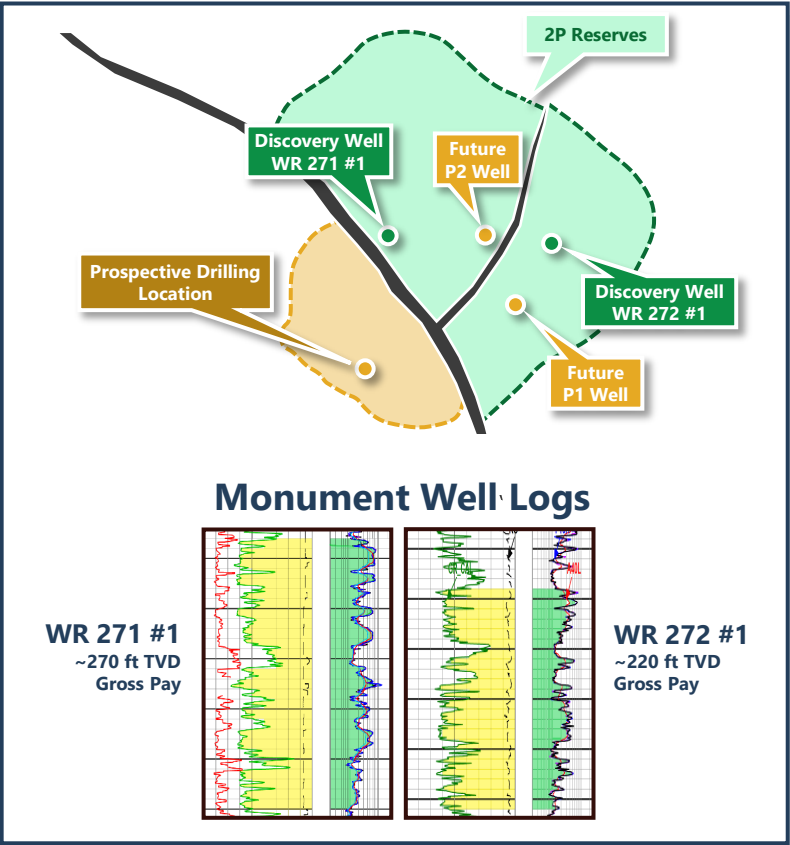 2P Reserves
Discovery Well
WR 271 #1
Future
P2 Well
Prospective Drilling
Location
Discovery Well
WR 272 #1
Future
P1 Well
Monument Well Logs
WR 271 #1
~270 ft TVD
Gross Pay
WR 272 #1
~220 ft TVD
Gross Pay